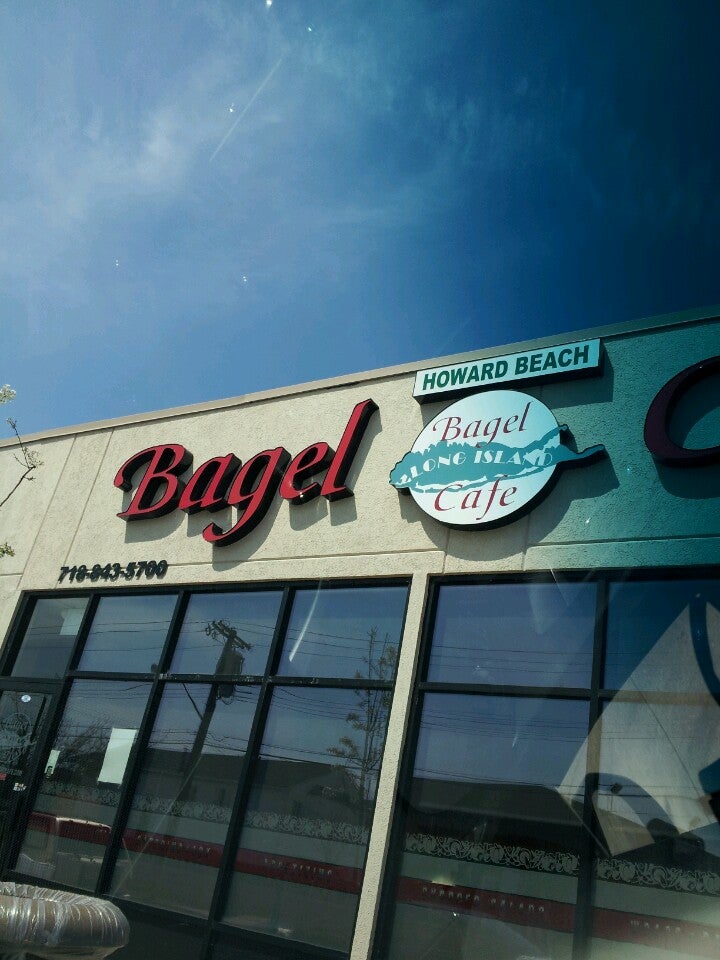 HOWARD BEACH
Bagel
Bagel
LONG ISLAND
Cafe
718-843-5700